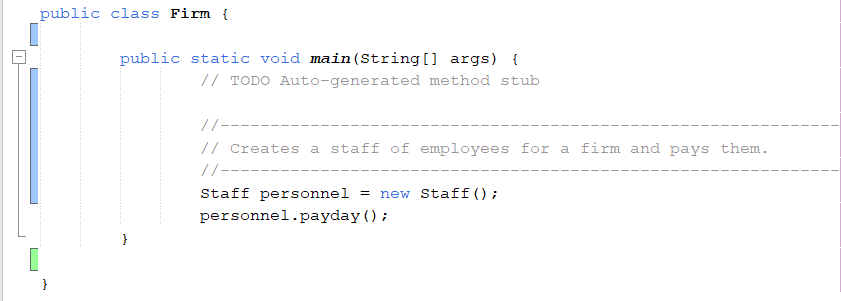 public class Firm {
public static void main(String[] args) {
// TODO Auto-generated method stub
//--------------------------------------------------------------
// Creates a staff of employees for a firm and pays them.
//--------------------------------------------------------------
Staff personnel = new Staff();
personnel.payday();
}
}